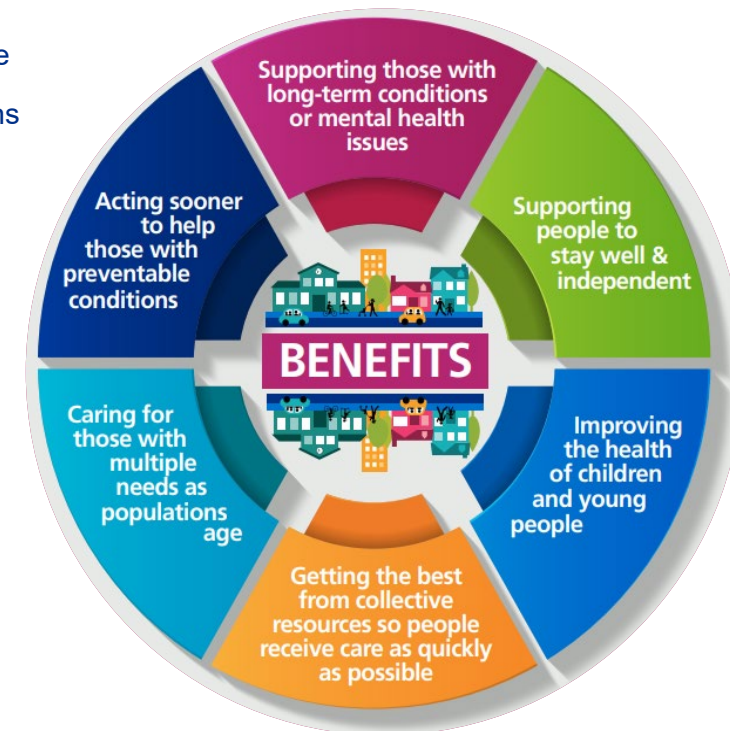 Supporting those with
long-term conditions
or mental health
issues
Supporting
people to
stay well &
independent
Improving
the health
of children
and young
people
Getting the best
from collective
resources so people
receive care as quickly
as possible
Caring for
those with
multiple
needs as
populations
age
Acting sooner
to help
those with
preventable
conditions
BENEFITS